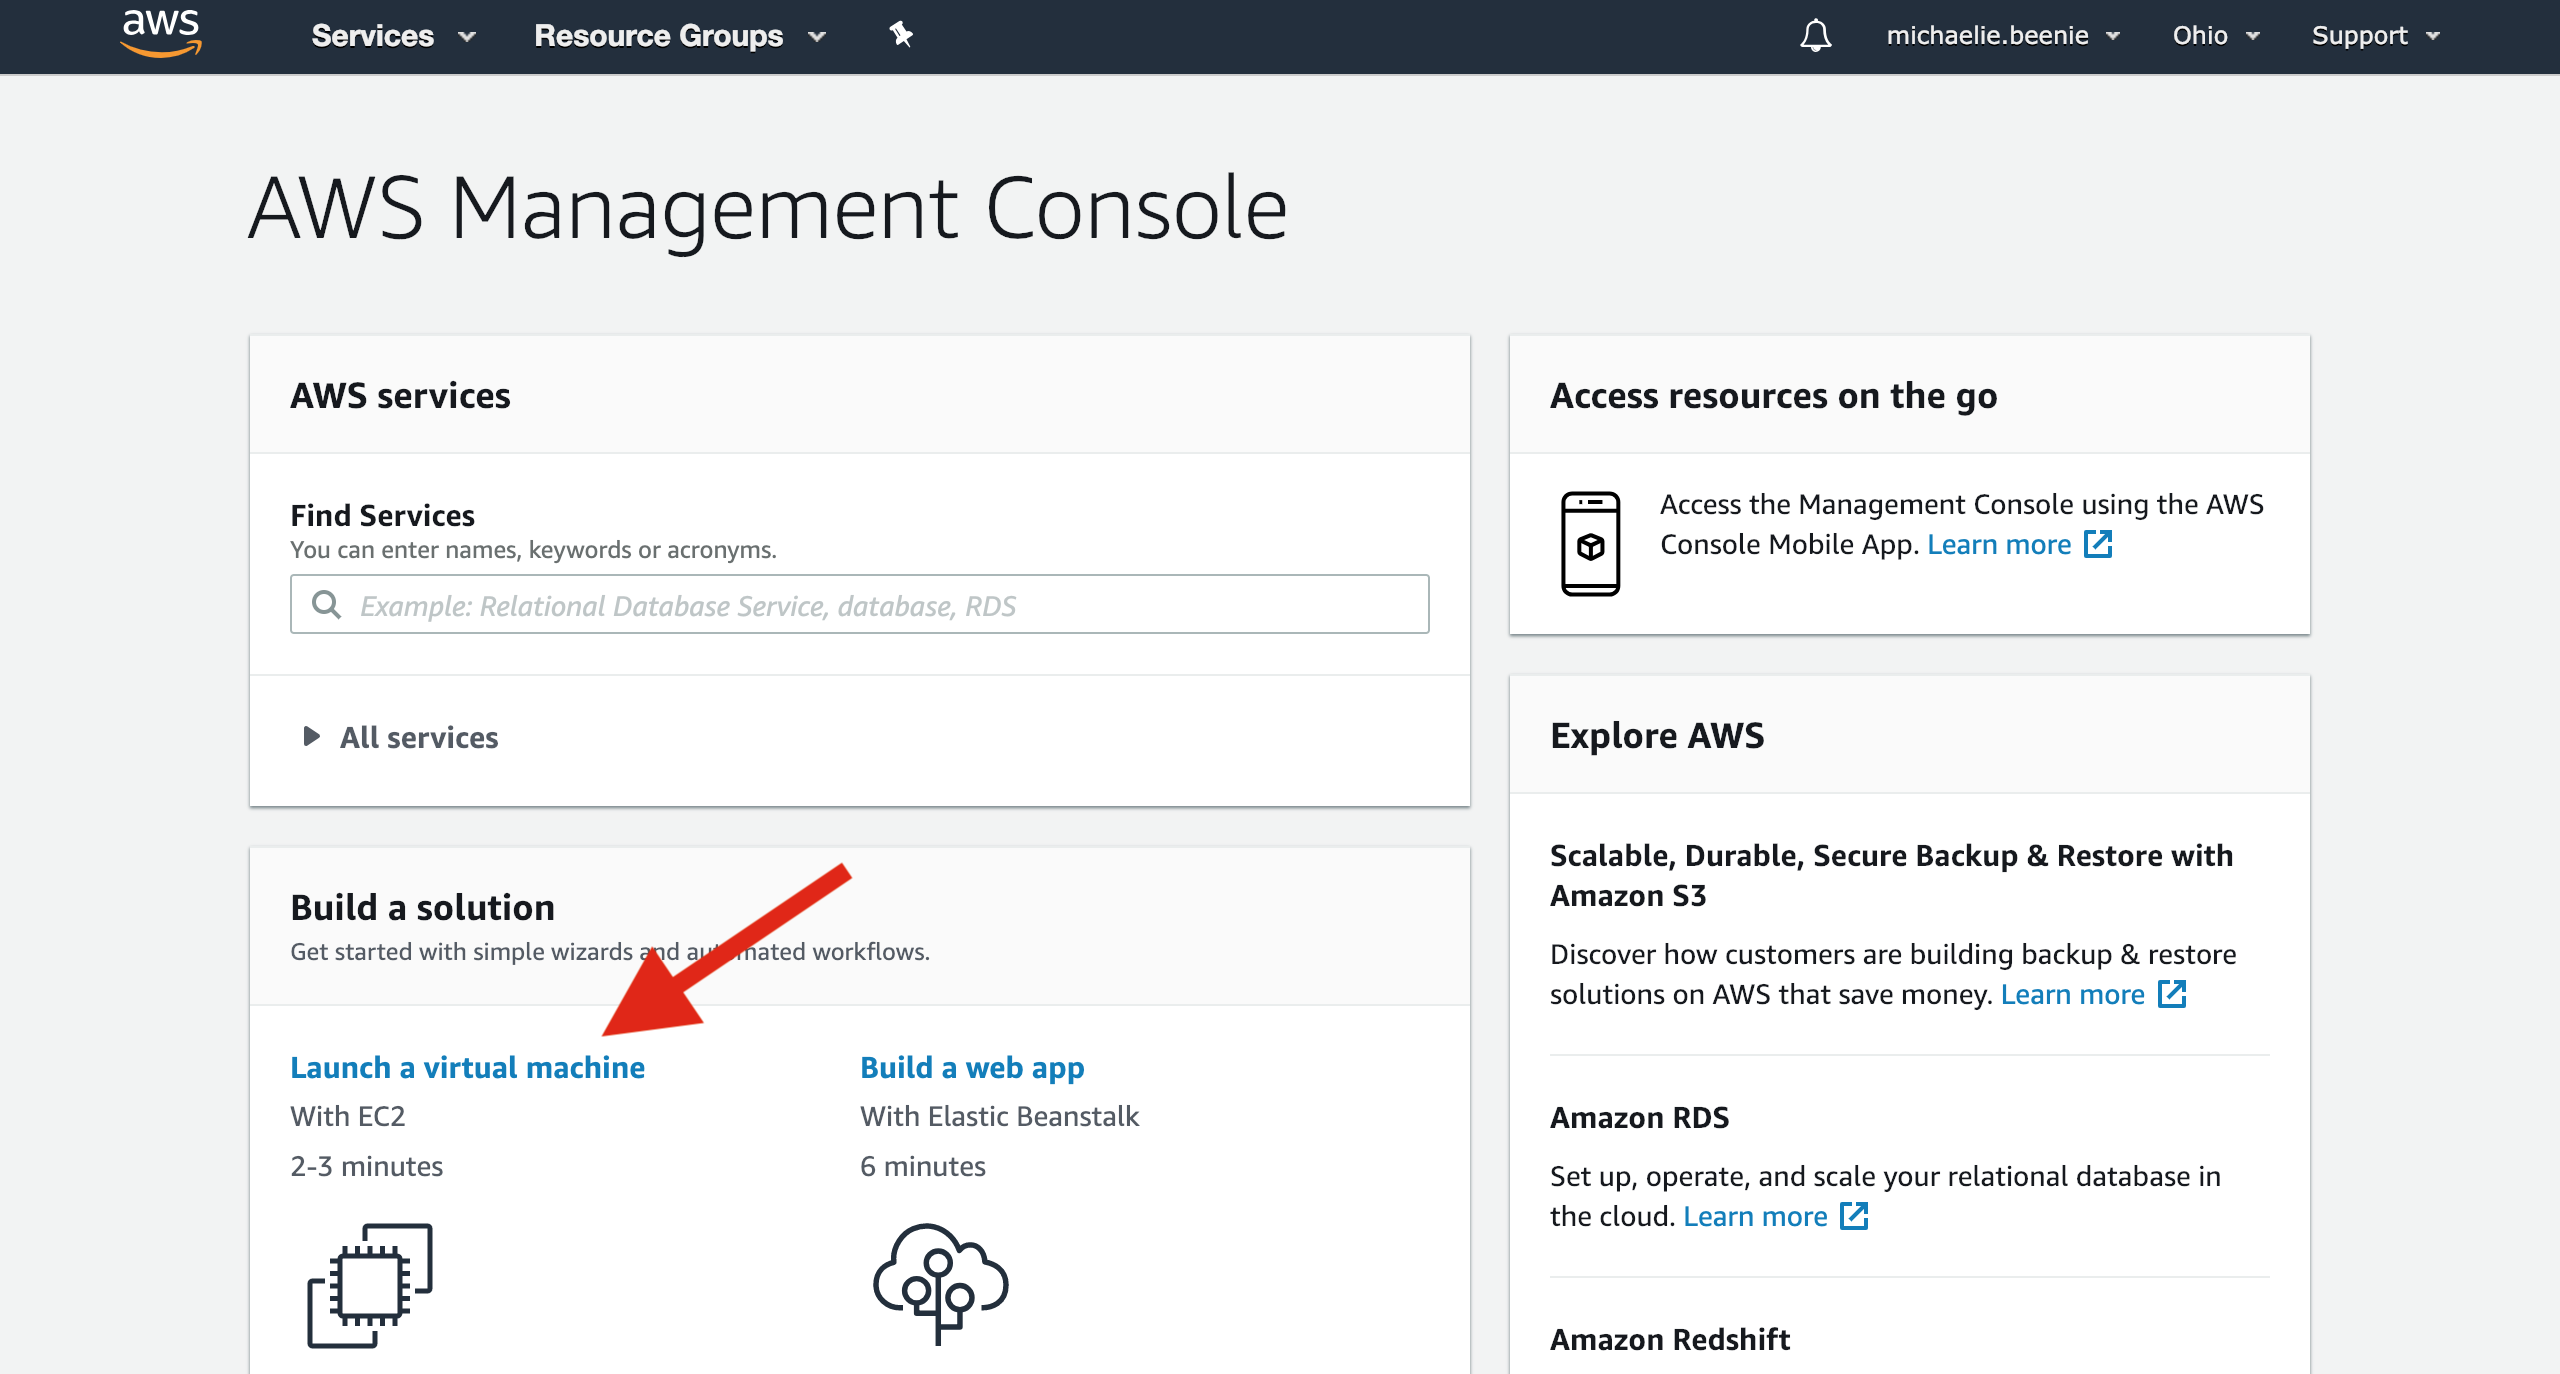 aws
Services
Resource Groups
michaelie.beenie
Ohio
Support
AWS Management Console
AWS services
Find Services
You can enter names, keywords or acronyms.
Example: Relational Database Service, database, RDS
All services
Build a solution
Get started with simple wizards and automated workflows.
Launch a virtual machine
With EC2
2-3 minutes
Build a web app
With Elastic Beanstalk
6 minutes
Access resources on the go
Access the Management Console using the AWS
Console Mobile App. Learn more
Explore AWS
Scalable, Durable, Secure Backup & Restore with
Amazon S3
Discover how customers are building backup & restore
solutions on AWS that save money. Learn more
Amazon RDS
Set up, operate, and scale your relational database in
the cloud. Learn more
Amazon Redshift